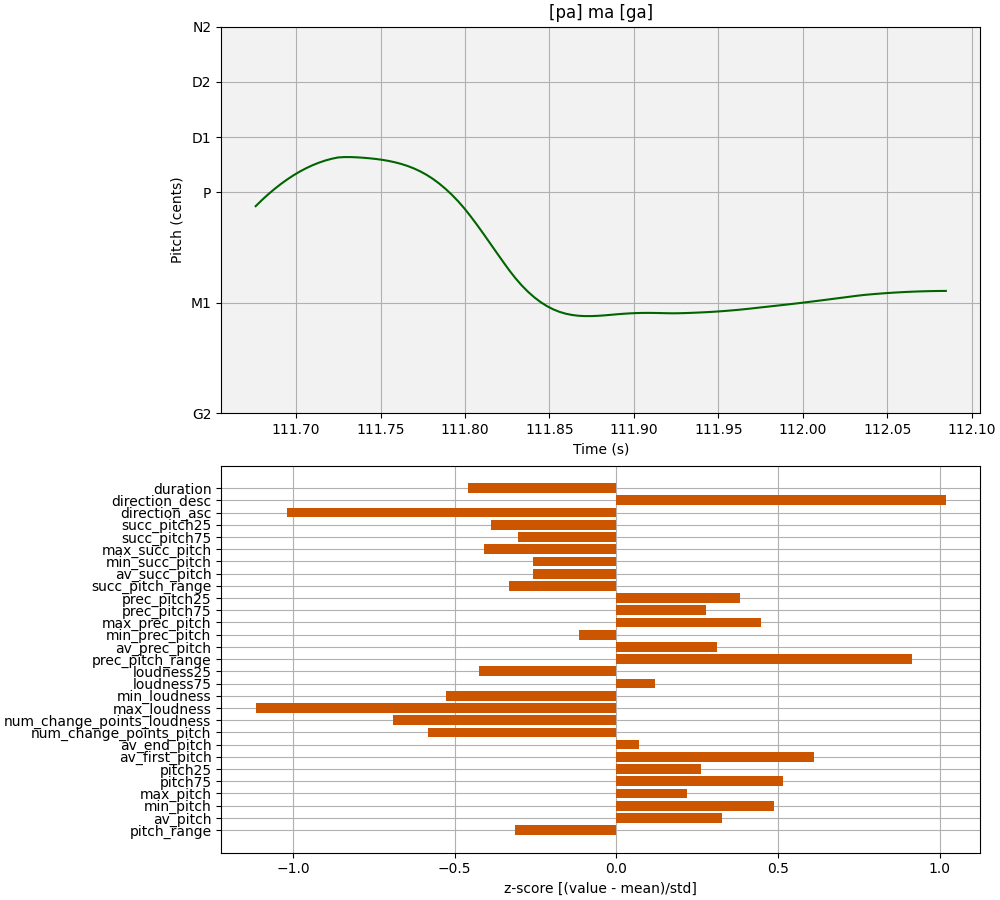 [pa] ma [ga]
N2
D2
D1
P
M1
G2
Pitch (cents)
111.70 111.75 111.80 111.85 111.90 111.95 112.00 112.05 112.10
Time (s)
duration
direction_desc
direction_asc
succ_pitch25
succ_pitch75
max_succ_pitch
min_succ_pitch
av_succ_pitch
succ_pitch_range
prec_pitch25
prec_pitch75
max_prec_pitch
min_prec_pitch
av_prec_pitch
prec_pitch_range
loudness25
loudness75
min_loudness
max_loudness
num_change_points_loudness
num_change_points_pitch
av_end_pitch
av_first_pitch
pitch25
pitch75
max_pitch
min_pitch
av_pitch
pitch_range
−1.0 −0.5 0.0 0.5 1.0
z-score [(value - mean)/std]